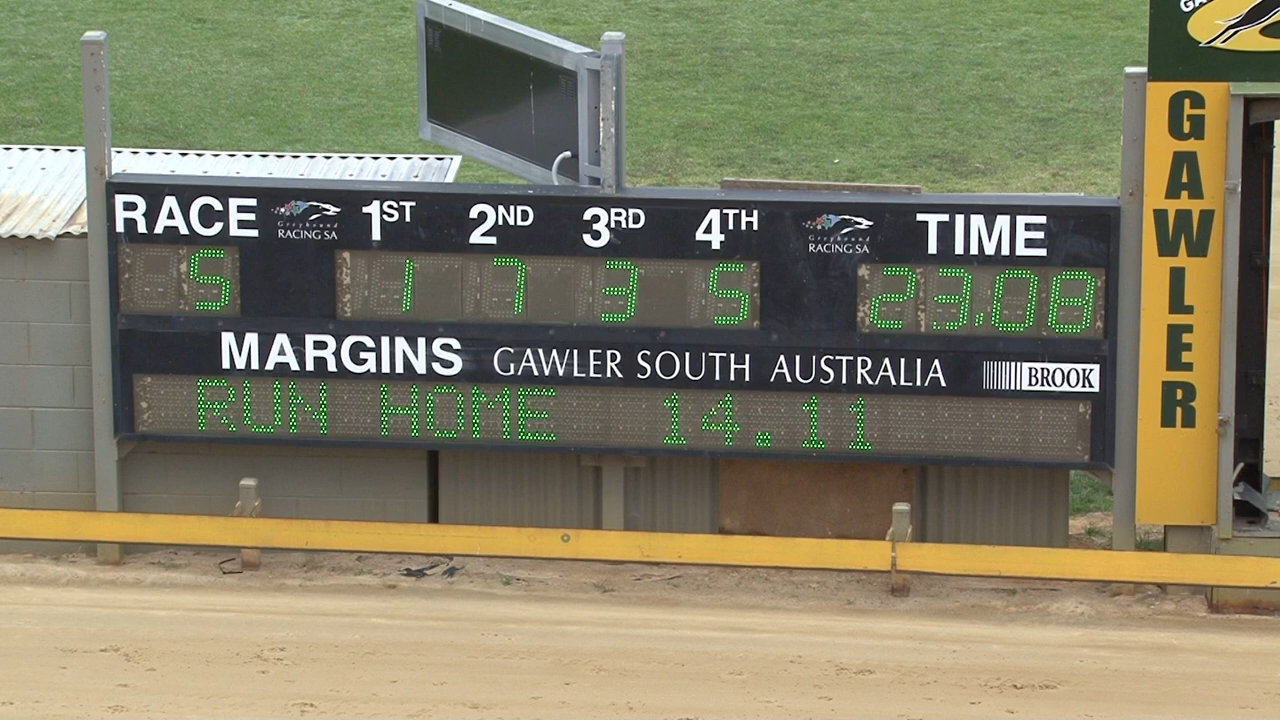 RACE Greyhound RACING SA 1ST 2ND 3RD 4TH Greyhound RACING SA TIME
5 1 7 3 5 23.08
MARGINS GAWLER SOUTH AUSTRALIA BROOK
RUN HOME 14.11
GAWLER